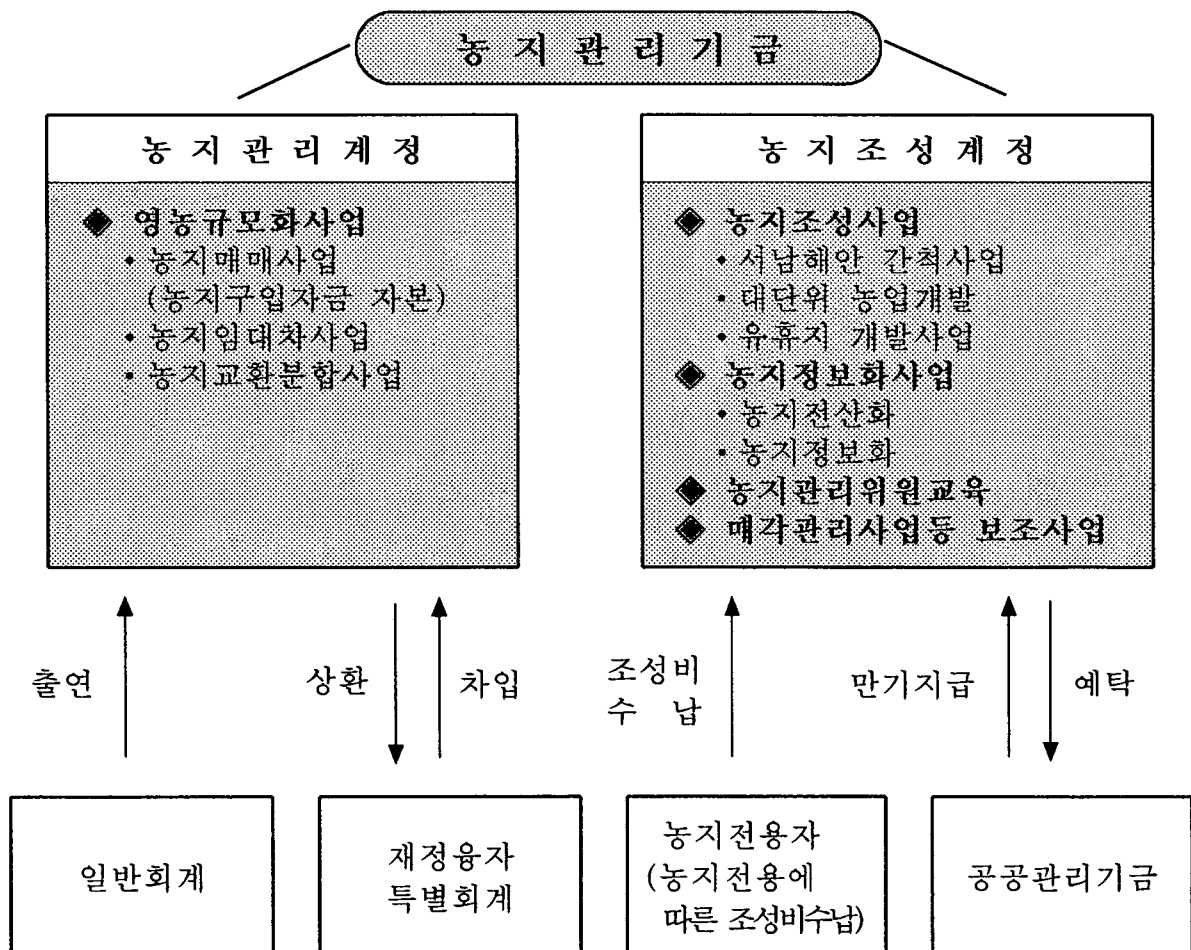 농지관리기금
농지관리계정
◆ 영농규모화사업
• 농지매매사업
(농지구입자금 자본)
• 농지임대차사업
• 농지교환분합사업
농지조성계정
◆ 농지조성사업
• 서남해안 간척사업
• 대단위 농업개발
• 유휴지 개발사업
◆ 농지정보화사업
• 농지전산화
• 농지정보화
◆ 농지관리위원교육
◆ 매각관리사업등 보조사업
출연
상환
차입
조성비
수 납
만기지급
예탁
일반회계
재정융자
특별회계
농지전용자
(농지전용에
따른 조성비수납)
공공관리기금